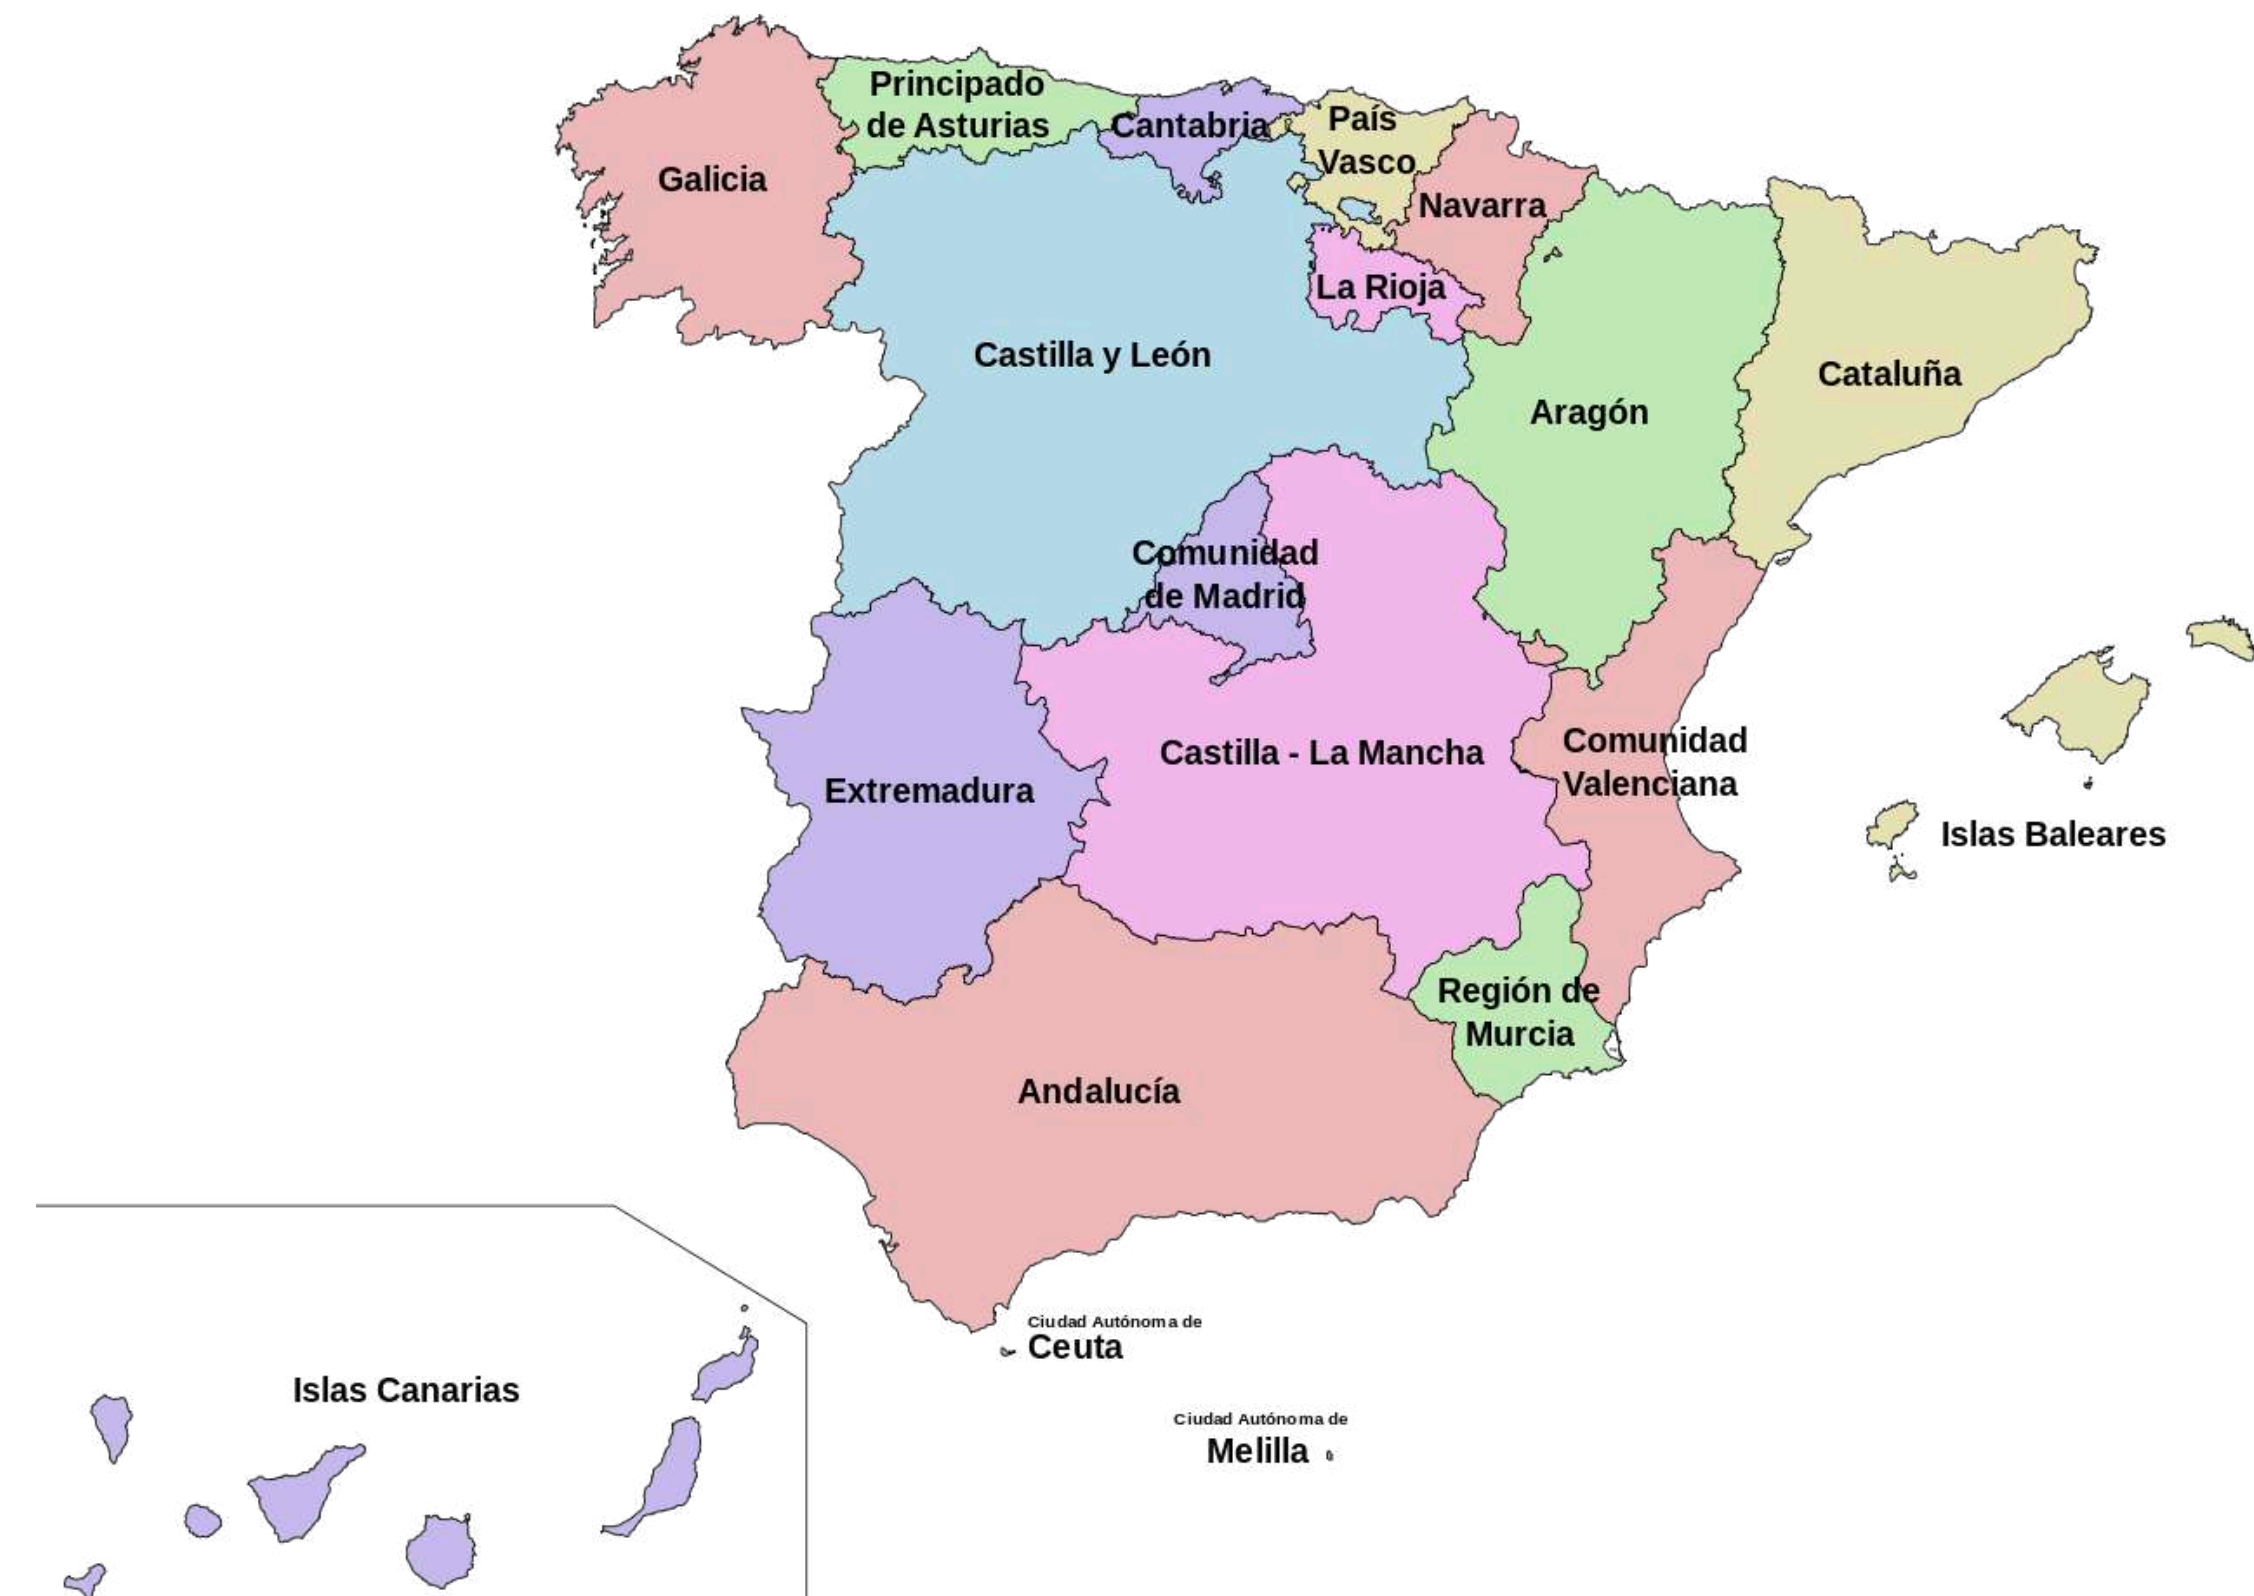 Principado
de Asturias
Cantabria
País
Vasco
Galicia
Navarra
La Rioja
Castilla y León
Aragón
Cataluña
Comunidad
de Madrid
Castilla - La Mancha
Comunidad
Valenciana
Extremadura
Islas Baleares
Región de
Murcia
Andalucía
Ciudad Autónoma de
Ceuta
Islas Canarias
Ciudad Autónoma de
Melilla